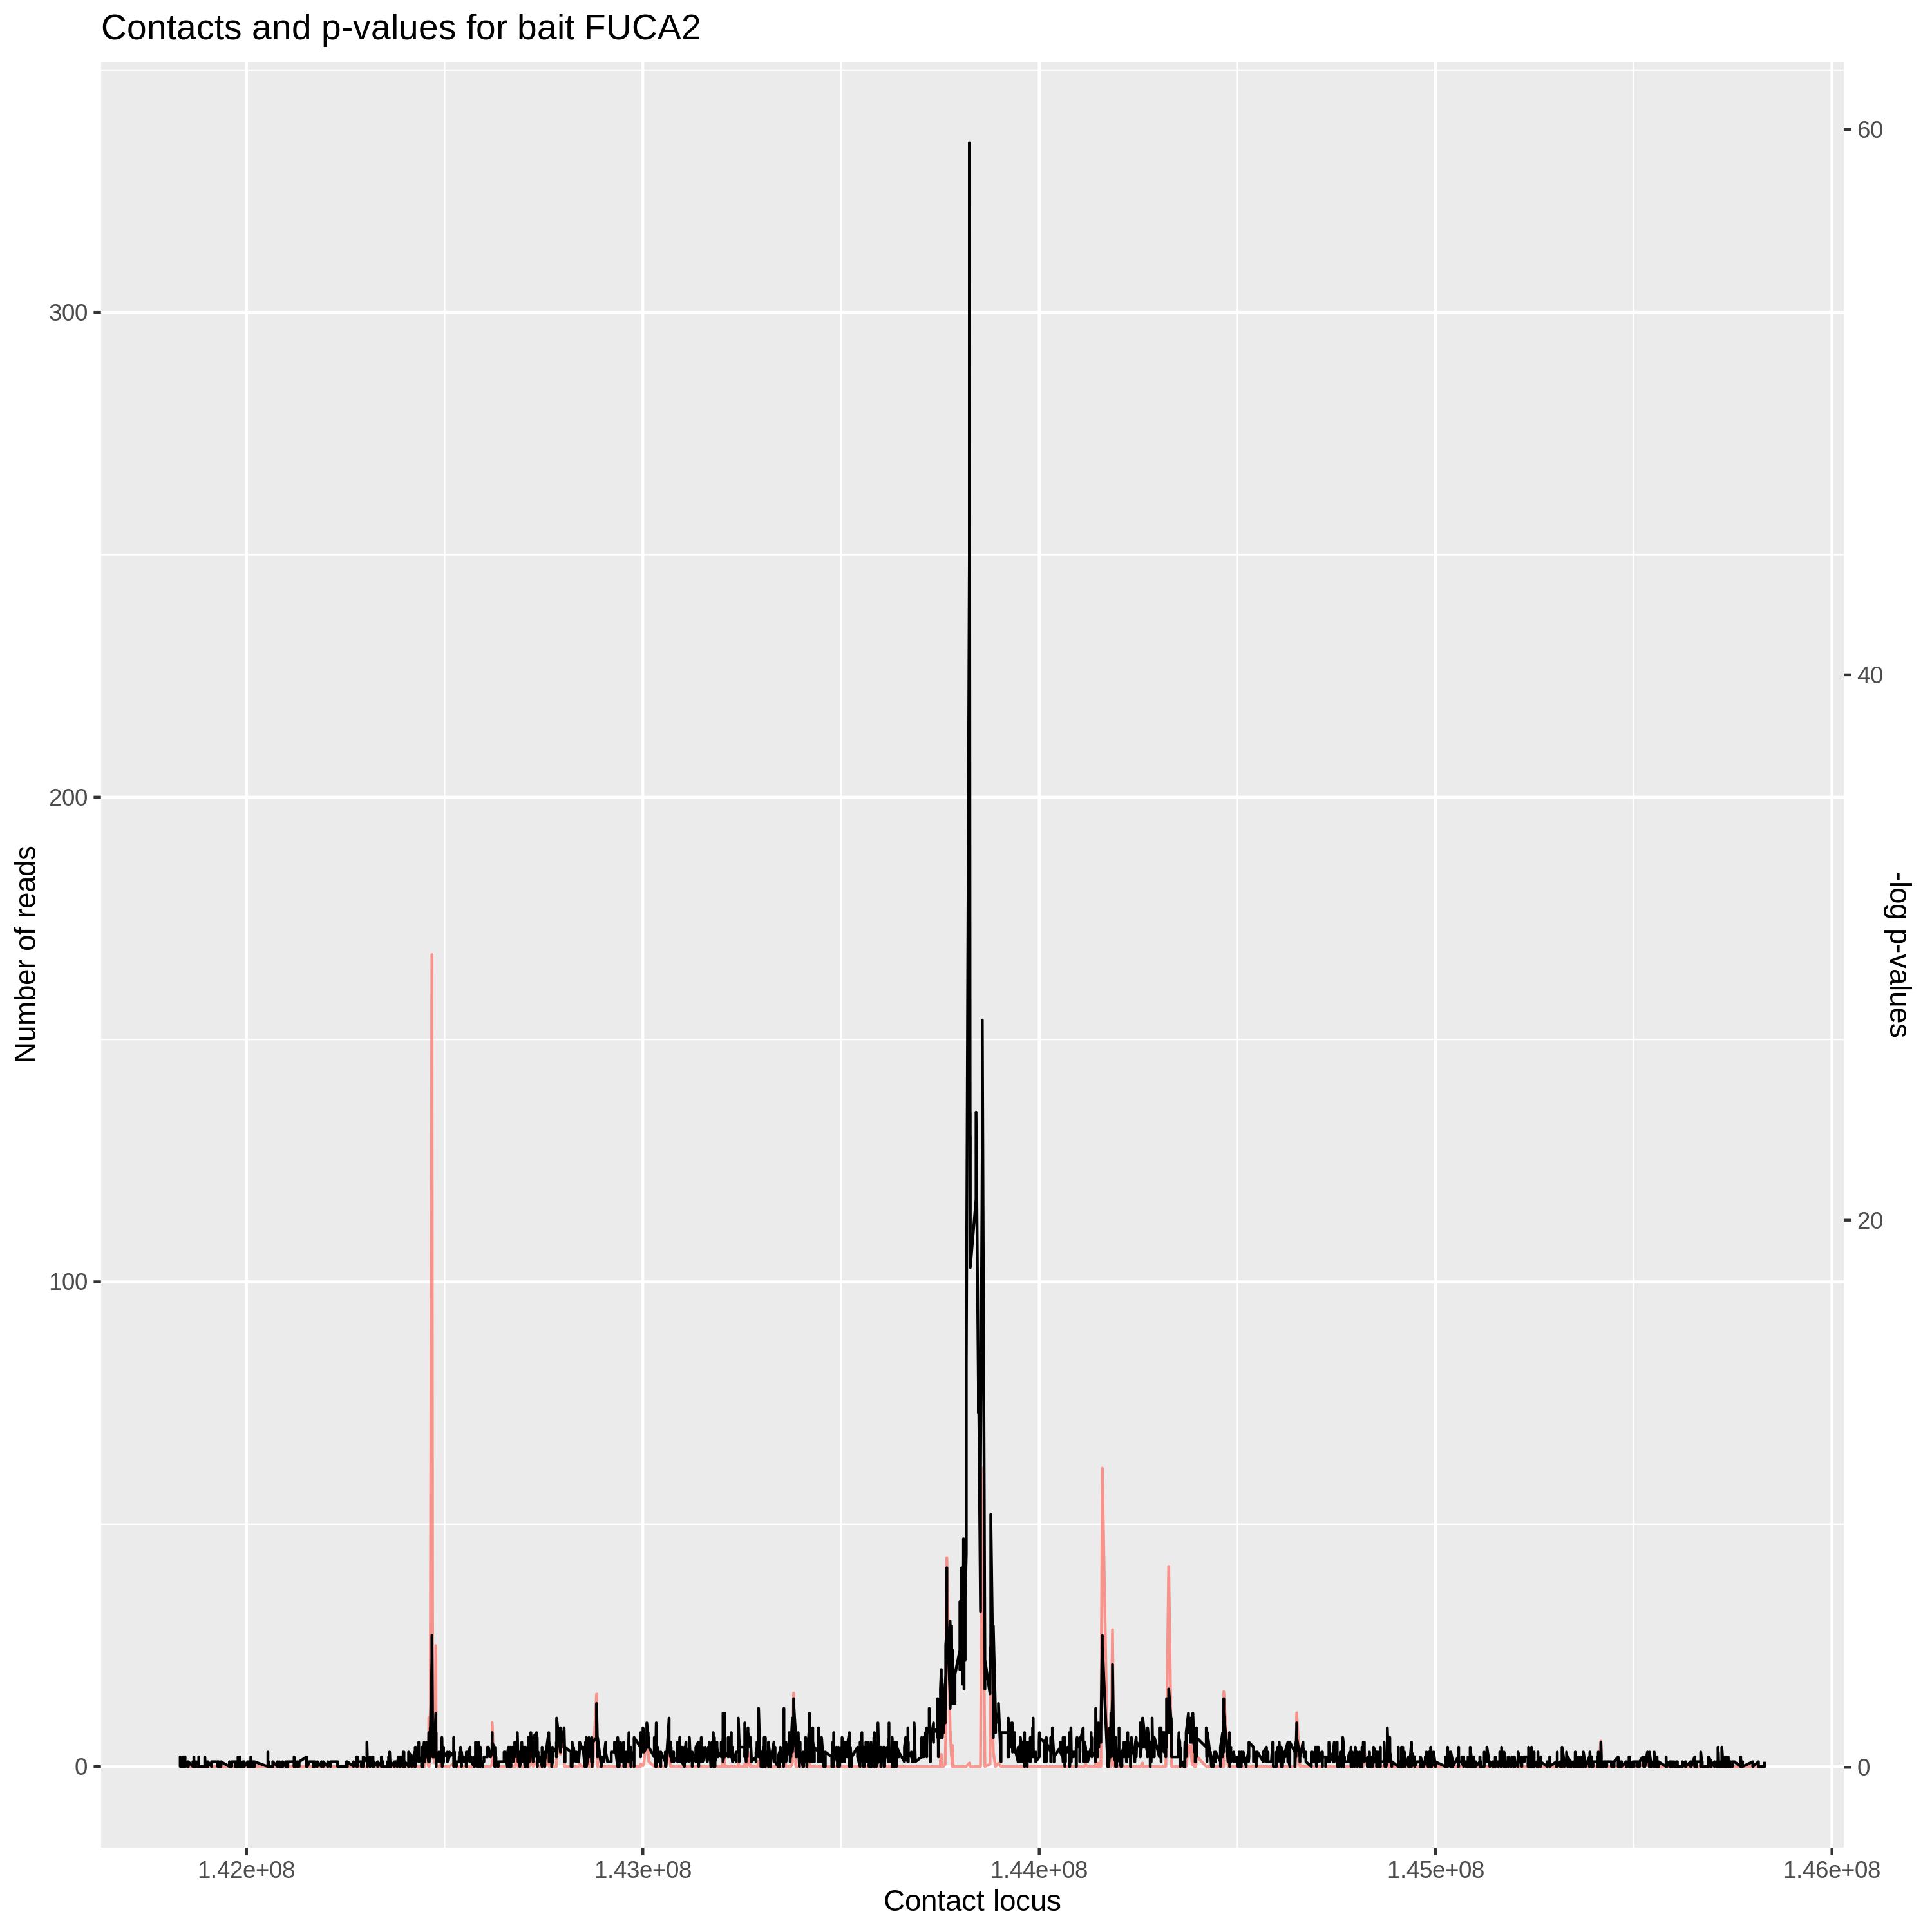 Contacts and p-values for bait FUCA2
Number of reads
300
200
100
0
60
40
20
0
-log p-values
1.42e+08
1.43e+08
1.44e+08
1.45e+08
1.46e+08
Contact locus